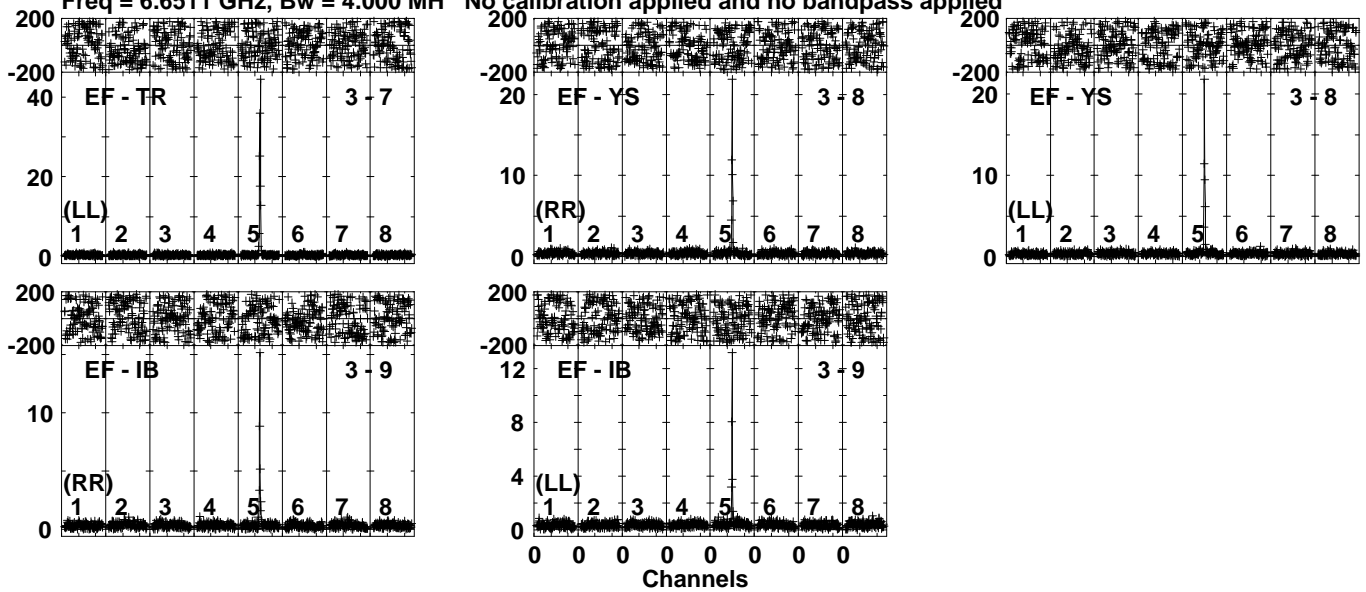 Freq = 6.6511 GHz, Bw = 4.000 MH No calibration applied and no bandpass applied
200
-200
40
20
0
EF - TR 3 - 7
(LL)
1 2 3 4 5 6 7 8
200
-200
20
10
0
EF - YS 3 - 8
(RR)
1 2 3 4 5 6 7 8
200
-200
20
10
0
EF - YS 3 - 8
(LL)
1 2 3 4 5 6 7 8
200
-200
10
0
EF - IB 3 - 9
(RR)
1 2 3 4 5 6 7 8
200
-200
12
8
4
0
EF - IB 3 - 9
(LL)
1 2 3 4 5 6 7 8
0 0 0 0 0 0 0 0
Channels